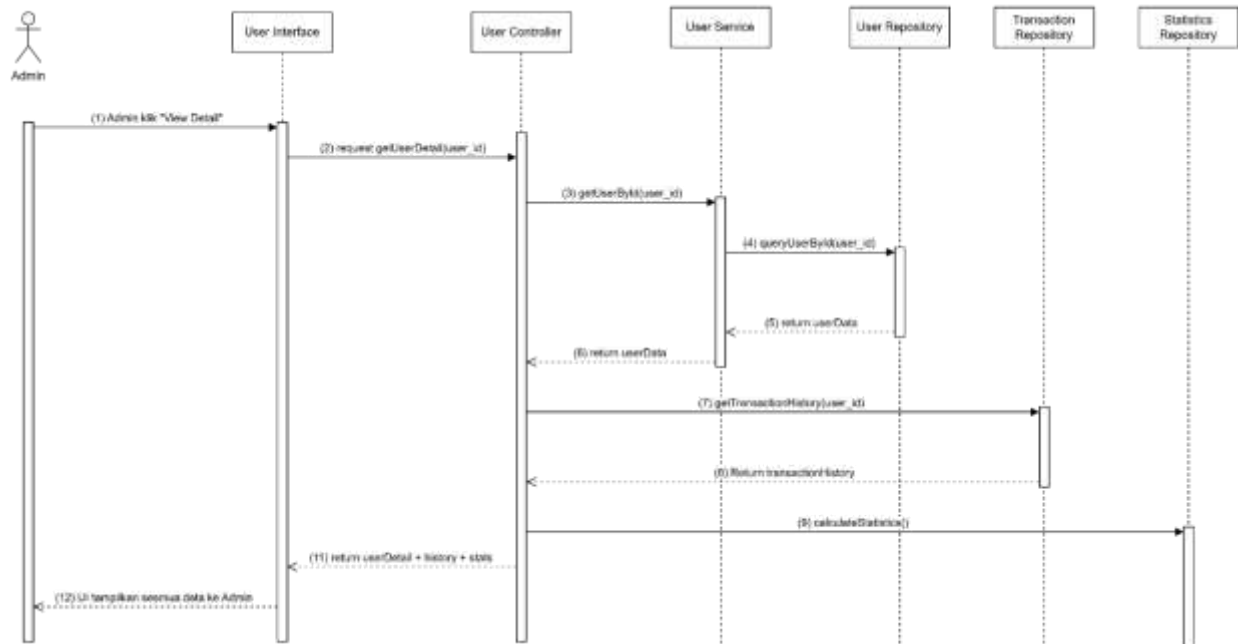 Admin
User Interface
User Controller
User Service
User Repository
Transaction
Repository
Statistics
Repository
(1) Admin klik "View Detail"
(2) request getUserDetail(user_id)
(3) getUserById(user_id)
(4) queryUserById(user_id)
(5) return userData
(6) return userData
(7) getTransactionHistory(user_id)
(8) Return transactionHistory
(9) calculateStatistics()
(11) return userDetail + history + stats
(12) UI tampilkan sesmua data ke Admin